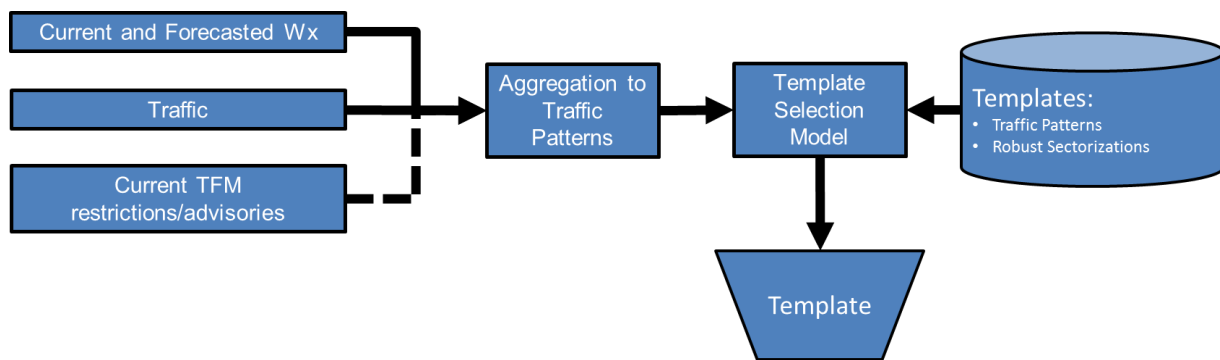 Current and Forecasted Wx
Traffic
Current TFM
restrictions/advisories
Aggregation to
Traffic
Patterns
Template
Selection
Model
Templates:
• Traffic Patterns
• Robust Sectorizations
Template